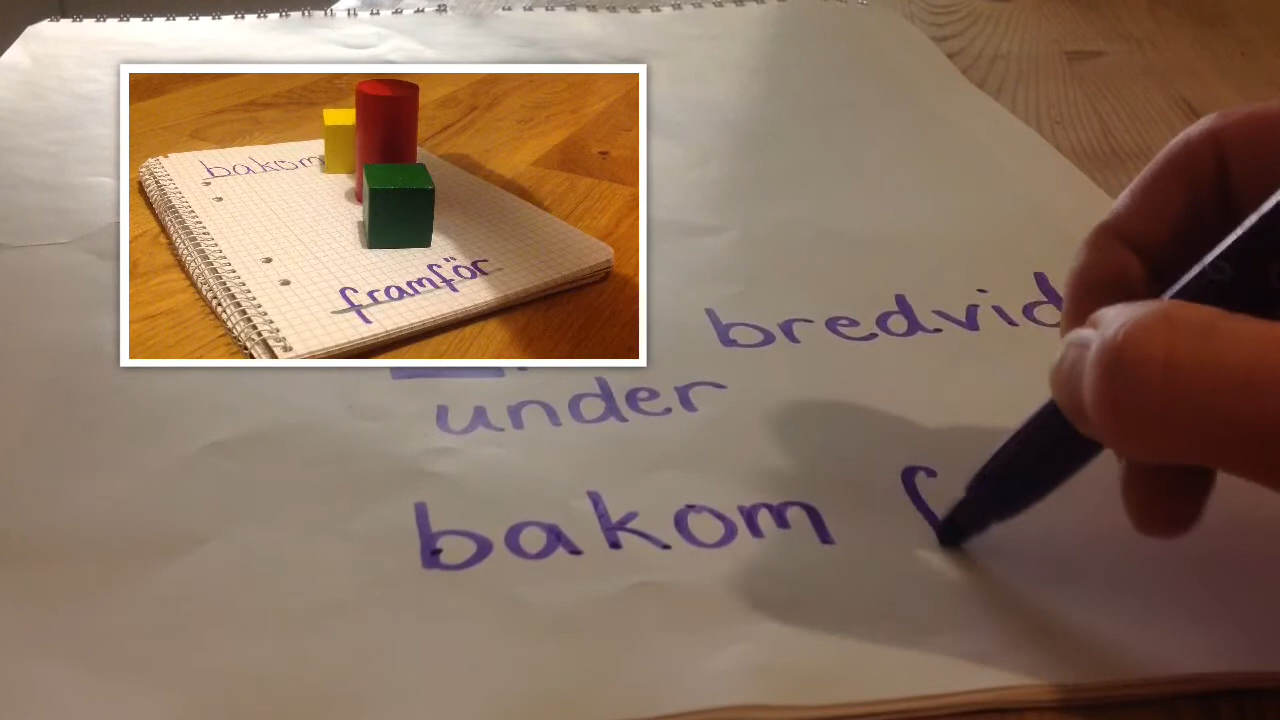 bakom
framför
bredvid
under
bakom f